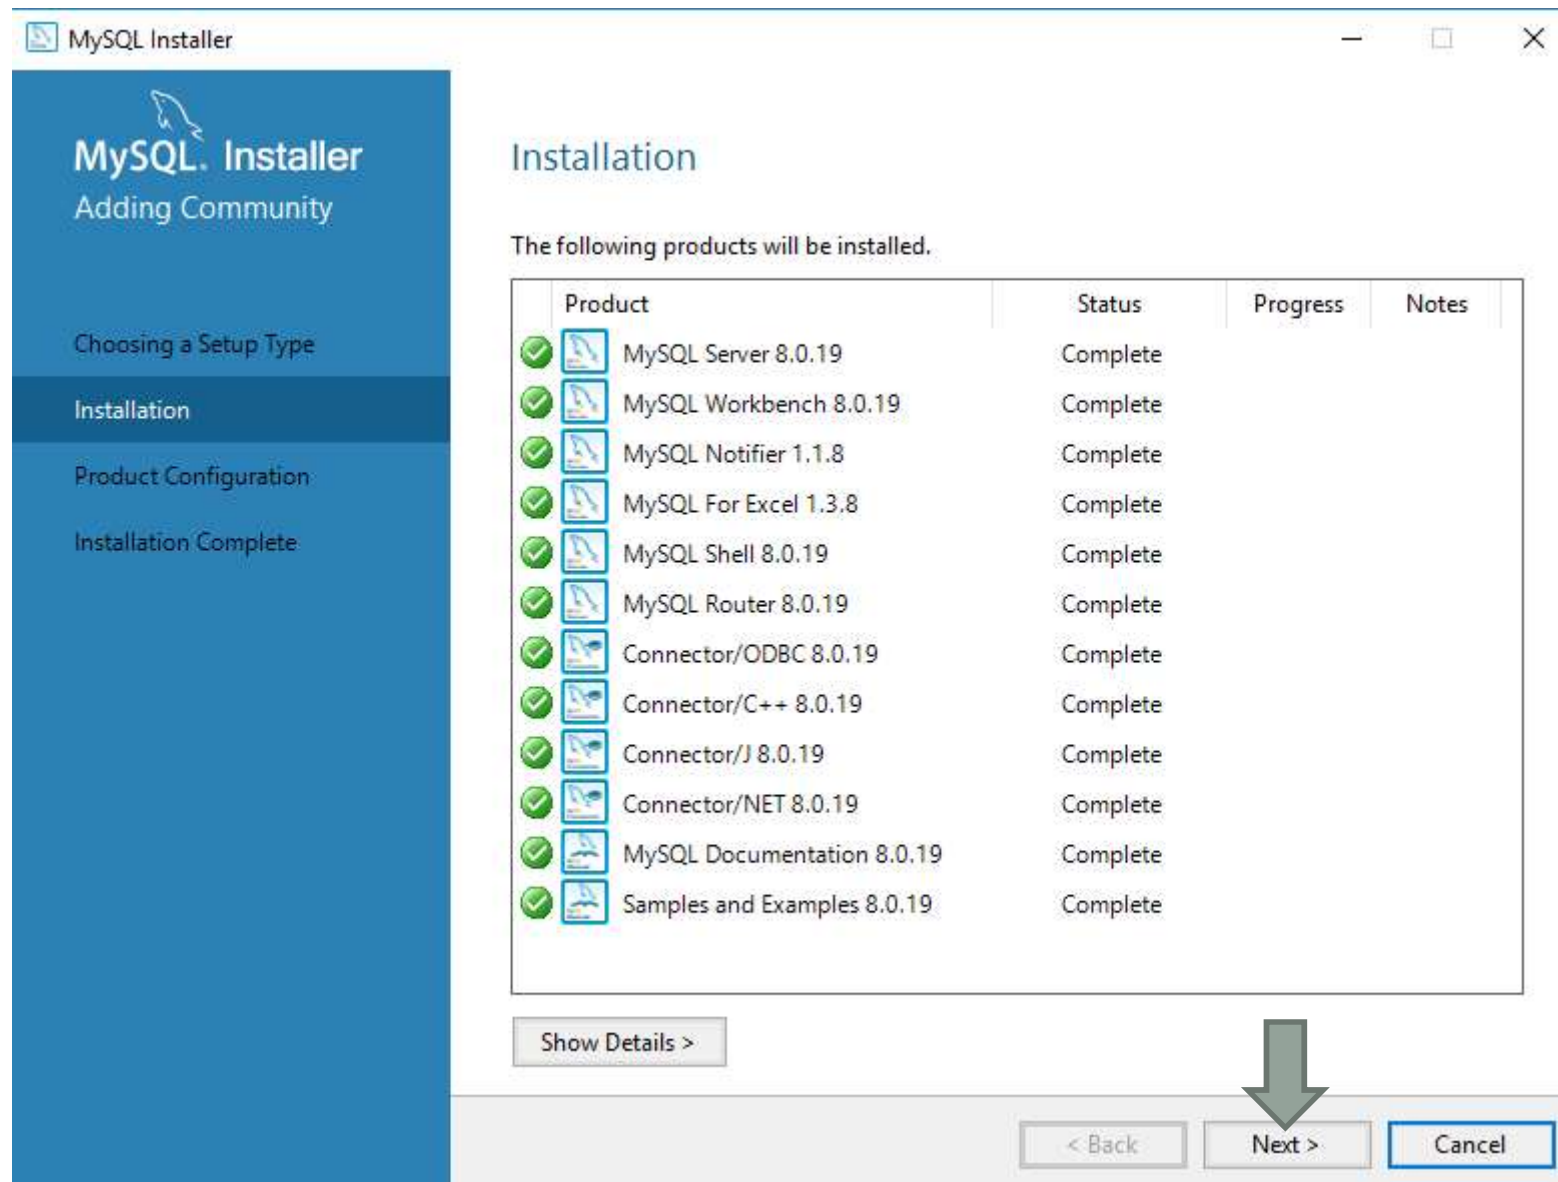 MySQL Installer
MySQL. Installer
Adding Community
Choosing a Setup Type
Installation
Product Configuration
Installation Complete
Installation
The following products will be installed.
Product Status Progress Notes
MySQL Server 8.0.19 Complete
MySQL Workbench 8.0.19 Complete
MySQL Notifier 1.1.8 Complete
MySQL For Excel 1.3.8 Complete
MySQL Shell 8.0.19 Complete
MySQL Router 8.0.19 Complete
Connector/ODBC 8.0.19 Complete
Connector/C++ 8.0.19 Complete
Connector/J 8.0.19 Complete
Connector/NET 8.0.19 Complete
MySQL Documentation 8.0.19 Complete
Samples and Examples 8.0.19 Complete
Show Details >
< Back Next > Cancel